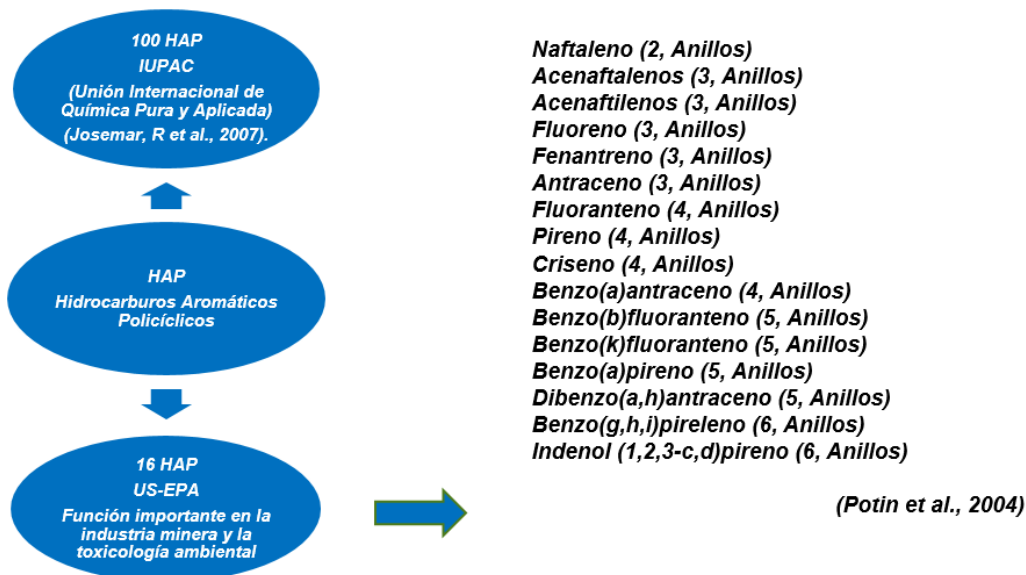 100 HAP
IUPAC
(Unión Internacional de
Química Pura y Aplicada)
(Josemar, R et al., 2007).
HAP
Hidrocarburos Aromáticos
Policíclicos
16 HAP
US-EPA
Función importante en la
industria minera y la
toxicología ambiental
Naftaleno (2, Anillos)
Acenaftalenos (3, Anillos)
Acenaftilenos (3, Anillos)
Fluoreno (3, Anillos)
Fenantreno (3, Anillos)
Antraceno (3, Anillos)
Fluoranteno (4, Anillos)
Pireno (4, Anillos)
Criseno (4, Anillos)
Benzo(a)antraceno (4, Anillos)
Benzo(b)fluoranteno (5, Anillos)
Benzo(k)fluoranteno (5, Anillos)
Benzo(a)pireno (5, Anillos)
Dibenzo(a,h)antraceno (5, Anillos)
Benzo(g,h,i)pireleno (6, Anillos)
Indenol (1,2,3-c,d)pireno (6, Anillos)
(Potin et al., 2004)